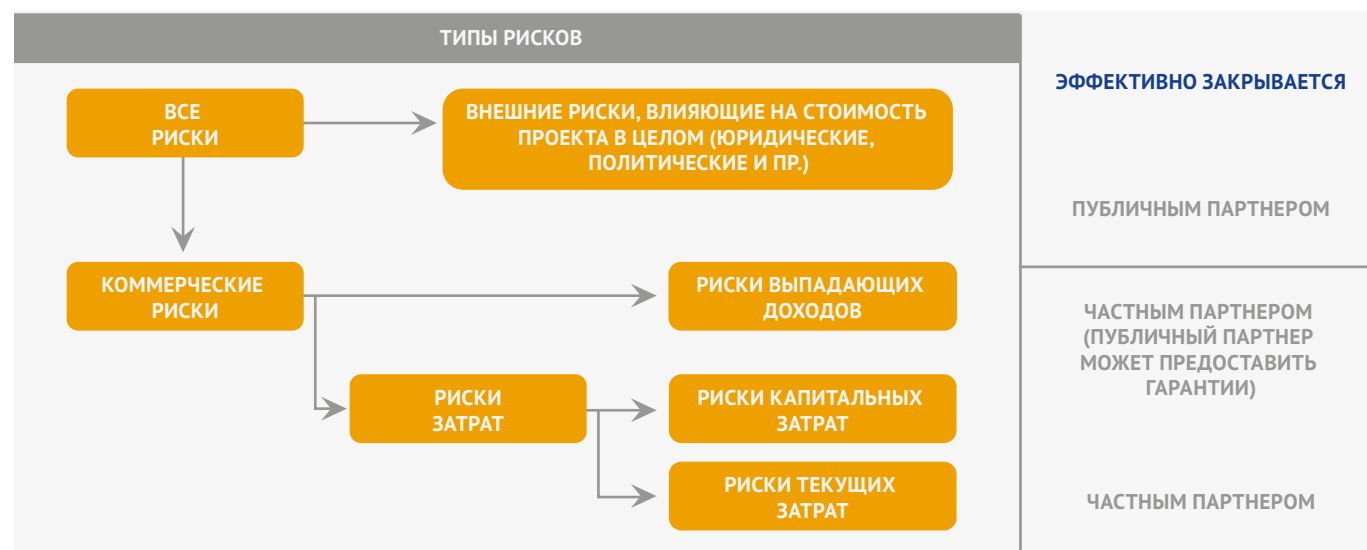 ТИПЫ РИСКОВ
ЭФФЕКТИВНО ЗАКРЫВАЕТСЯ
ВСЕ
РИСКИ
ВНЕШНИЕ РИСКИ, ВЛИЯЮЩИЕ НА СТОИМОСТЬ
ПРОЕКТА В ЦЕЛОМ (ЮРИДИЧЕСКИЕ,
ПОЛИТИЧЕСКИЕ И ПР.)
ПУБЛИЧНЫМ ПАРТНЕРОМ
КОММЕРЧЕСКИЕ
РИСКИ
РИСКИ ВЫПАДАЮЩИХ
ДОХОДОВ
ЧАСТНЫМ ПАРТНЕРОМ
(ПУБЛИЧНЫЙ ПАРТНЕР
МОЖЕТ ПРЕДОСТАВИТЬ
ГАРАНТИИ)
РИСКИ
ЗАТРАТ
РИСКИ КАПИТАЛЬНЫХ
ЗАТРАТ
РИСКИ ТЕКУЩИХ
ЗАТРАТ
ЧАСТНЫМ ПАРТНЕРОМ